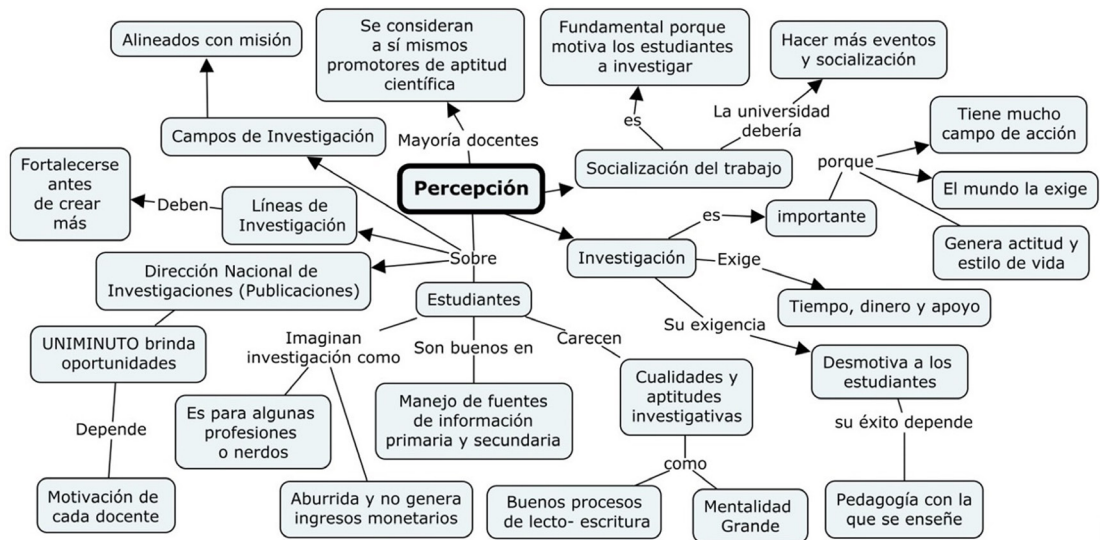 Alineados con misión
Se consideran
a sí mismos
promotores de aptitud
científica
Fundamental porque
motiva los estudiantes
a investigar
Hacer más eventos
y socialización
Campos de Investigación
Mayoría docentes
es
La universidad
debería
Tiene mucho
campo de acción
Fortalecerse
antes
de crear
más
Deben
Líneas de
Investigación
Percepción
Socialización del trabajo
porque
El mundo la exige
es
importante
Genera actitud y
estilo de vida
Dirección Nacional de
Investigaciones (Publicaciones)
Sobre
Investigación
Exige
Tiempo, dinero y apoyo
Estudiantes
Su exigencia
UNIMINUTO brinda
oportunidades
Imaginan
investigación como
Son buenos en
Carecen
Desmotiva a los
estudiantes
Es para algunas
profesiones
o nerdos
Manejo de fuentes
de información
primaria y secundaria
Cualidades y
aptitudes
investigativas
su éxito depende
Depende
como
Motivación de
cada docente
Aburrida y no genera
ingresos monetarios
Buenos procesos
de lecto- escritura
Mentalidad
Grande
Pedagogía con la
que se enseñe